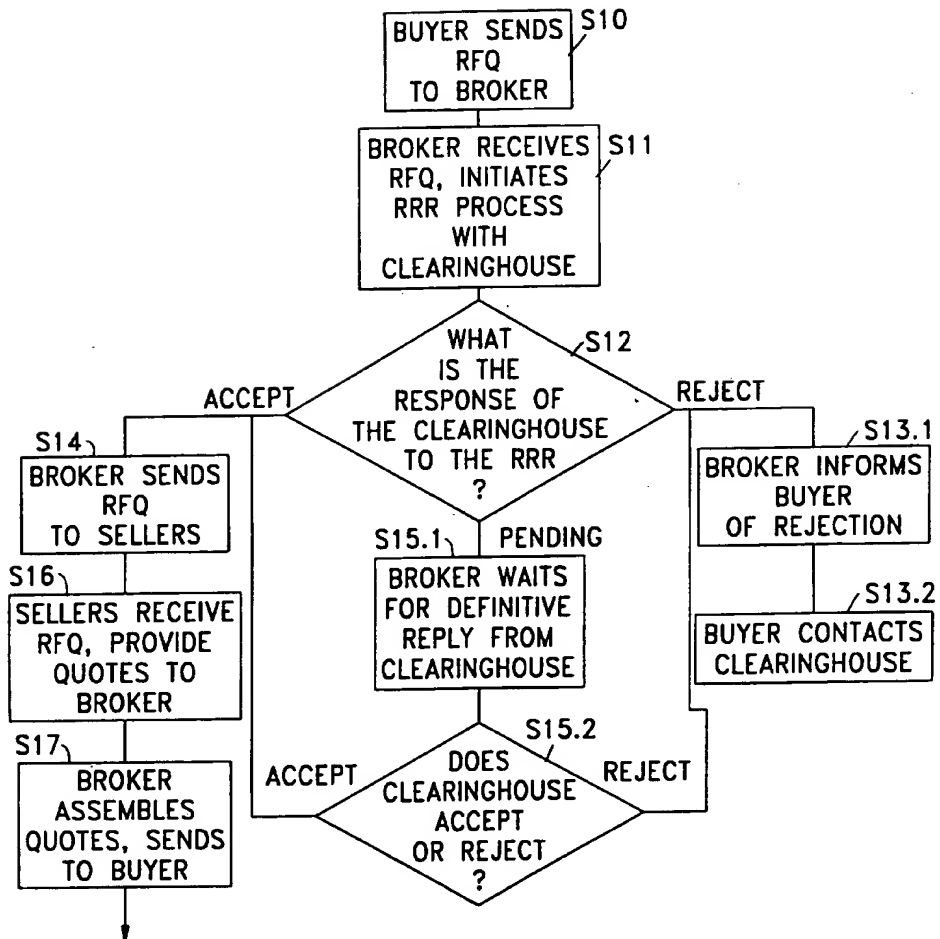 BUYER SENDS
RFQ
TO BROKER
S10
BROKER RECEIVES
RFQ, INITIATES
RRR PROCESS
WITH
CLEARINGHOUSE
S11
WHAT
IS THE
RESPONSE OF
THE CLEARINGHOUSE
TO THE RRR
?
S12
ACCEPT
REJECT
PENDING
S14
BROKER SENDS
RFQ
TO SELLERS
S16
SELLERS RECEIVE
RFQ, PROVIDE
QUOTES TO
BROKER
S17
BROKER
ASSEMBLES
QUOTES, SENDS
TO BUYER
S15.1
BROKER WAITS
FOR DEFINITIVE
REPLY FROM
CLEARINGHOUSE
S15.2
DOES
CLEARINGHOUSE
ACCEPT
OR REJECT
?
ACCEPT
REJECT
S13.1
BROKER INFORMS
BUYER
OF REJECTION
S13.2
BUYER CONTACTS
CLEARINGHOUSE